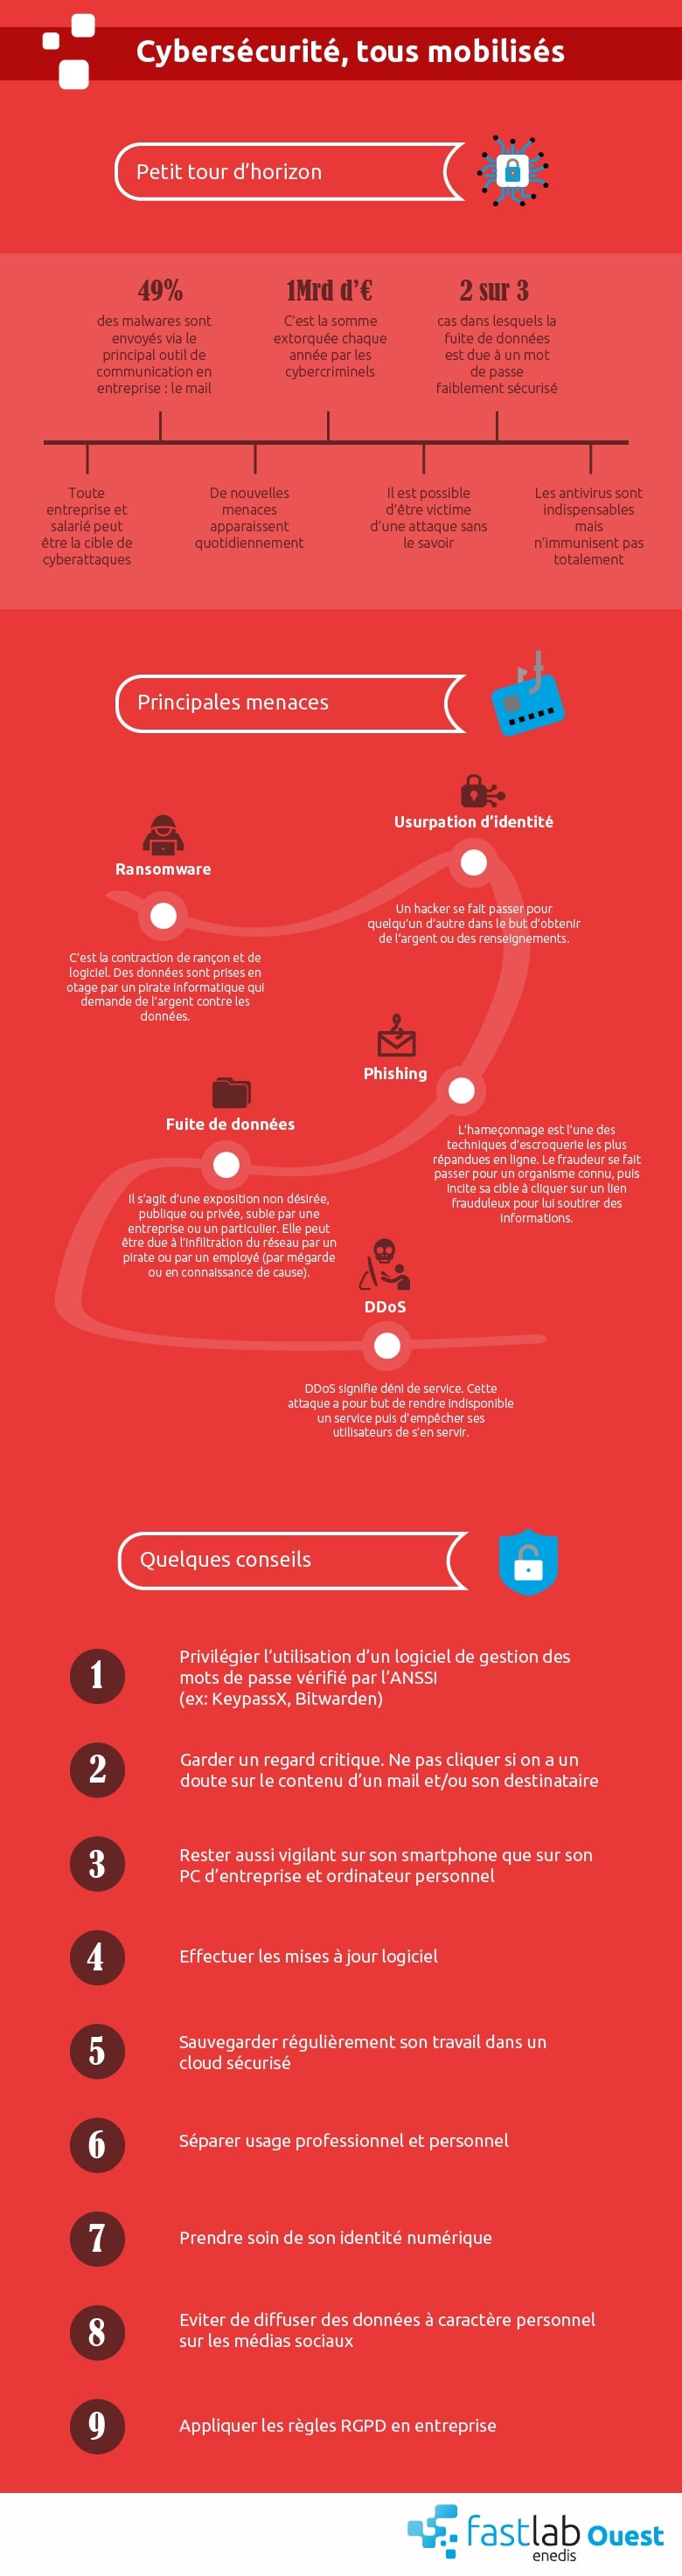 Cybersécurité, tous mobilisés
Petit tour d'horizon
49%
des malwares sont
envoyés via le
principal outil de
communication en
entreprise : le mail
1Mrd d'€
C'est la somme
extorquée chaque
année par les
cybercriminels
2 sur 3
cas dans lesquels la
fuite de données
est due à un mot
de passe
faiblement sécurisé
Toute
entreprise et
salarié peut
être la cible de
cyberattaques
De nouvelles
menaces
apparaissent
quotidiennement
Il est possible
d'être victime
d'une attaque sans
le savoir
Les antivirus sont
indispensables
mais
n'immunisent pas
totalement
Principales menaces
Ransomware
C'est la contraction de rançon et de
logiciel. Des données sont prises en
otage par un pirate informatique qui
demande de l'argent contre les
données.
Usurpation d'identité
Un hacker se fait passer pour
quelqu'un d'autre dans le but d'obtenir
de l'argent ou des renseignements.
Phishing
L'hameçonnage est l'une des
techniques d'escroquerie les plus
répandues en ligne. Le fraudeur se fait
passer pour un organisme connu, puis
incite sa cible à cliquer sur un lien
frauduleux pour lui soutirer des
informations.
Fuite de données
Il s'agit d'une exposition non désirée,
publique ou privée, subie par une
entreprise ou un particulier. Elle peut
être due à l'infiltration du réseau par un
pirate ou par un employé (par mégarde
ou en connaissance de cause).
DDoS
DDoS signifie déni de service. Cette
attaque a pour but de rendre indisponible
un service puis d'empêcher ses
utilisateurs de s'en servir.
Quelques conseils
1
Privilégier l'utilisation d'un logiciel de gestion des
mots de passe vérifié par l'ANSSI
(ex: KeypassX, Bitwarden)
2
Garder un regard critique. Ne pas cliquer si on a un
doute sur le contenu d'un mail et/ou son destinataire
3
Rester aussi vigilant sur son smartphone que sur son
PC d'entreprise et ordinateur personnel
4
Effectuer les mises à jour logiciel
5
Sauvegarder régulièrement son travail dans un
cloud sécurisé
6
Séparer usage professionnel et personnel
7
Prendre soin de son identité numérique
8
Eviter de diffuser des données à caractère personnel
sur les médias sociaux
9
Appliquer les règles RGPD en entreprise
fastlab Ouest
enedis